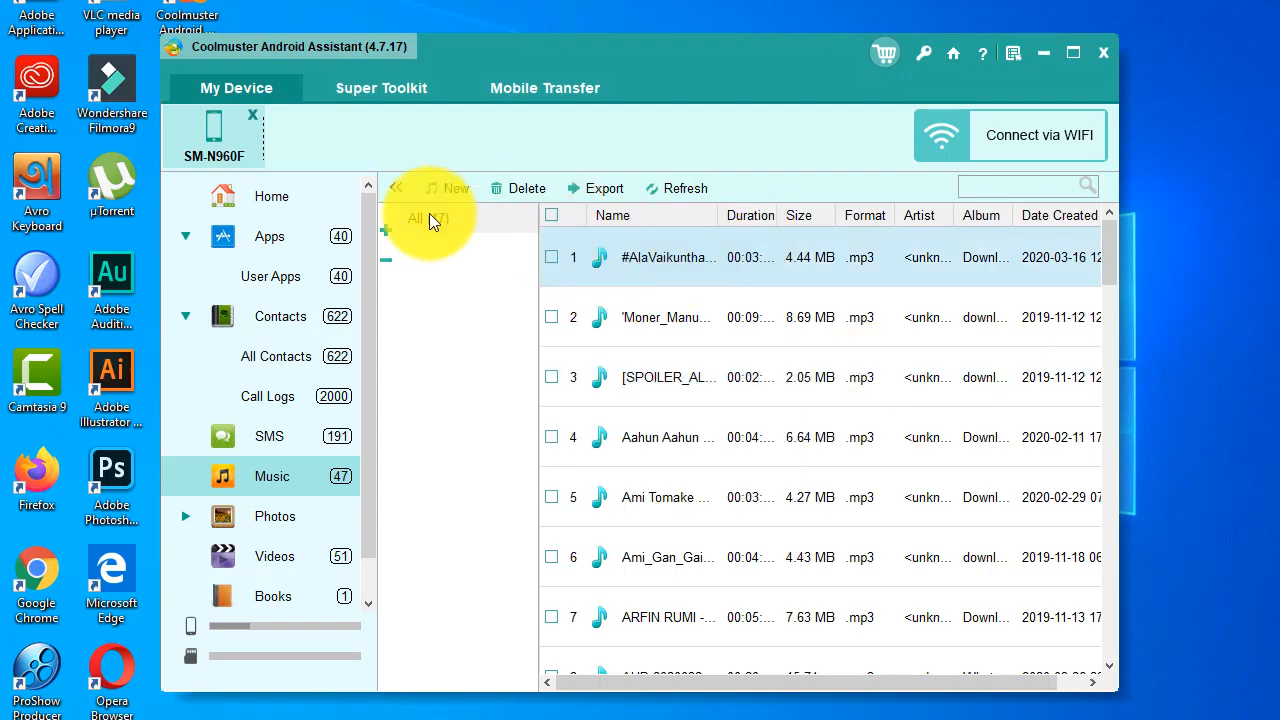 Adobe
Applicati...
VLC media
player
Coolmuster
Android ...
Adobe
Creati...
Wondershare
Filmora9
Avro
Keyboard
µTorrent
Avro Spell
Checker
Adobe
Auditi...
Camtasia 9
Adobe
Illustrator ...
Firefox
Adobe
Photosh...
Google
Chrome
Microsoft
Edge
ProShow
Producer
Opera
Browser
Coolmuster Android Assistant (4.7.17)
My Device
Super Toolkit
Mobile Transfer
SM-N960F
Connect via WIFI
Home
Apps 40
User Apps 40
Contacts 622
All Contacts 622
Call Logs 2000
SMS 191
Music 47
Photos
Videos 51
Books 1
New Delete Export Refresh
All
Name Duration Size Format Artist Album Date Created
1 #AlaVaikuntha... 00:03:... 4.44 MB .mp3 <unkn... Downl... 2020-03-16 12
2 'Moner_Manu... 00:09:... 8.69 MB .mp3 <unkn... downl... 2019-11-12 12
3 [SPOILER_AL... 00:02:... 2.05 MB .mp3 <unkn... downl... 2019-11-12 12
4 Aahun Aahun ... 00:04:... 6.64 MB .mp3 <unkn... Downl... 2020-02-11 17
5 Ami Tomake ... 00:03:... 4.27 MB .mp3 <unkn... Downl... 2020-02-29 07
6 Ami_Gan_Gai... 00:04:... 4.43 MB .mp3 <unkn... downl... 2019-11-18 06
7 ARFIN RUMI -... 00:05:... 7.63 MB .mp3 <unkn... Downl... 2019-11-13 17